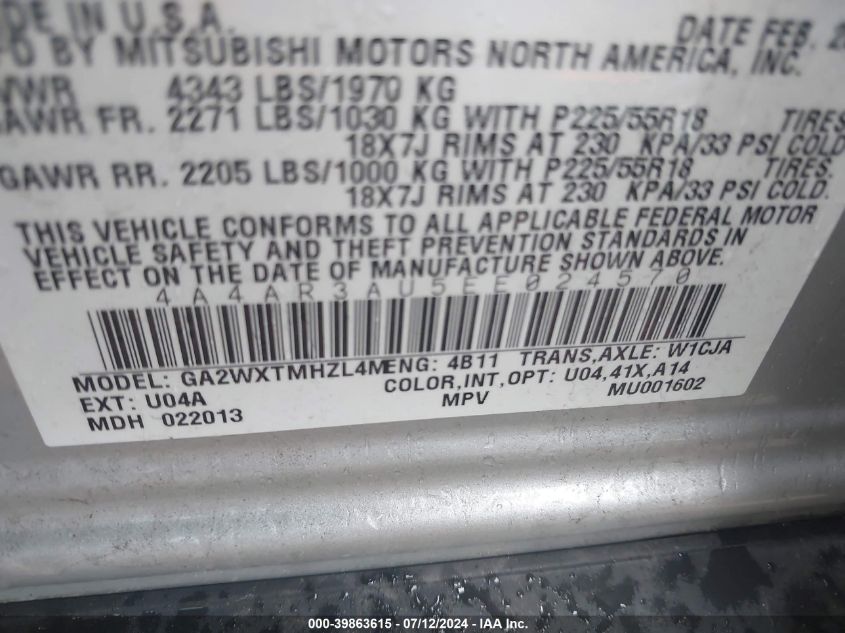 DE IN U.S.A. DATE FEB.
BY MITSUBISHI MOTORS NORTH AMERICA, INC.
VWR 4343 LBS/1970 KG
AWR FR. 2271 LBS/1030 KG WITH P225/55R18 TIRES
18X7J RIMS AT 230 KPA/33 PSI COLD
GAWR RR. 2205 LBS/1000 KG WITH P225/55R18 TIRES.
18X7J RIMS AT 230 KPA/33 PSI COLD.
THIS VEHICLE CONFORMS TO ALL APPLICABLE FEDERAL MOTOR
VEHICLE SAFETY AND THEFT PREVENTION STANDARDS IN
EFFECT ON THE DATE OF MANUFACTURE SHOWN ABOVE.
4A4AR3AU5EE024570
MODEL: GA2WXTMHZL4M ENG: 4B11 TRANS,AXLE: W1CJA
EXT: U04A COLOR,INT,OPT: U04,41X,A14
MDH 022013 MPV MU001602
000-39863615 - 07/12/2024 - IAA Inc.